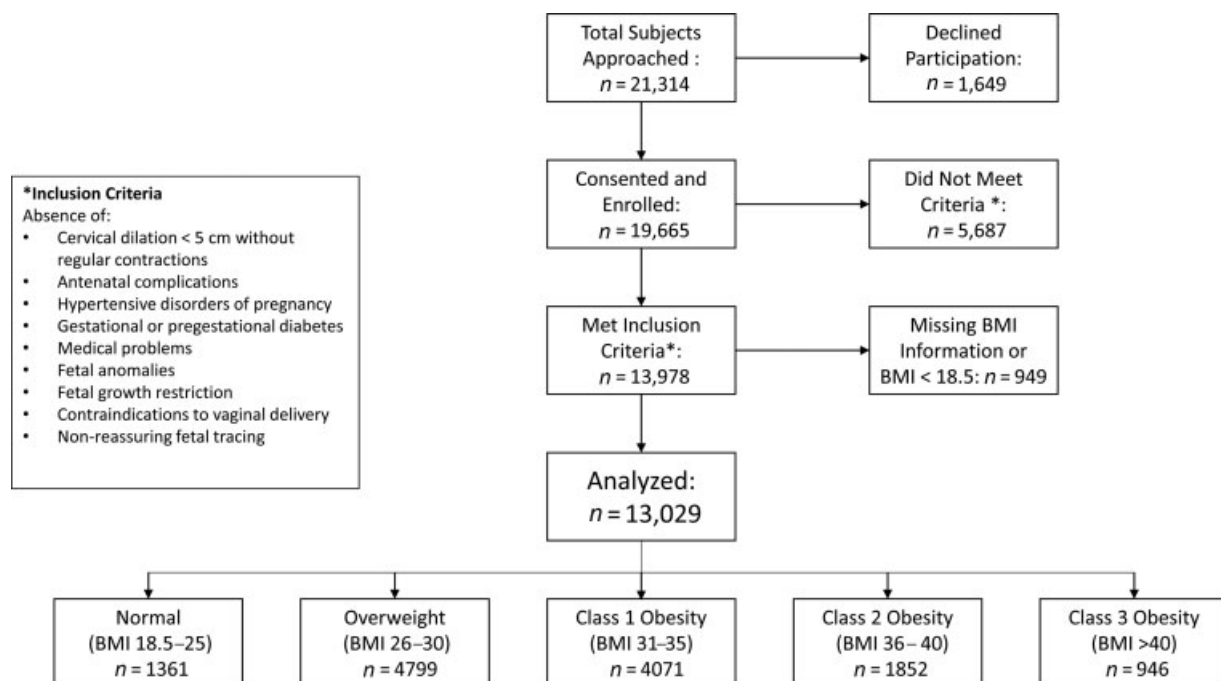 Total Subjects
Approached :
n = 21,314
Declined
Participation:
n = 1,649
*Inclusion Criteria
Absence of:
• Cervical dilation < 5 cm without
regular contractions
• Antenatal complications
• Hypertensive disorders of pregnancy
• Gestational or pregestational diabetes
• Medical problems
• Fetal anomalies
• Fetal growth restriction
• Contraindications to vaginal delivery
• Non-reassuring fetal tracing
Consented and
Enrolled:
n = 19,665
Did Not Meet
Criteria *:
n = 5,687
Met Inclusion
Criteria*:
n = 13,978
Missing BMI
Information or
BMI < 18.5: n = 949
Analyzed:
n = 13,029
Normal
(BMI 18.5–25)
n = 1361
Overweight
(BMI 26–30)
n = 4799
Class 1 Obesity
(BMI 31–35)
n = 4071
Class 2 Obesity
(BMI 36– 40)
n = 1852
Class 3 Obesity
(BMI >40)
n = 946